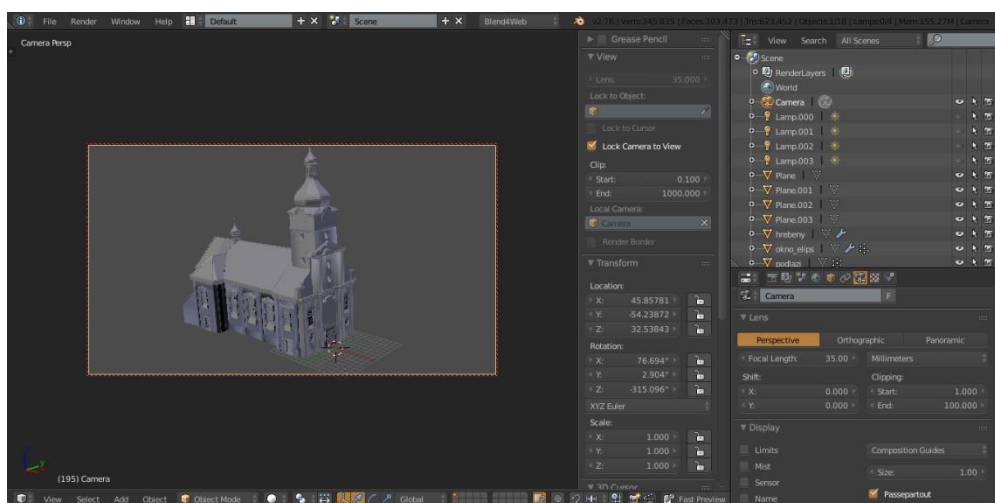 File Render Window Help Default Scene Blend4Web v2.78 | Verts:345,835 | Faces:303,473 | Tris:623,452 | Objects:1/18 | Lamps:0/4 | Mem:155.27M | Camera
Camera Persp
Grease Pencil
View
Lens: 35.000
Lock to Object:
Lock to Cursor
Lock Camera to View
Clip:
Start: 0.100
End: 1000.000
Local Camera:
Camera
Render Border
Transform
Location:
X: 45.85781
Y: -54.23872
Z: 32.53843
Rotation:
X: 76.694°
Y: 2.904°
Z: -315.096°
XYZ Euler
Scale:
X: 1.000
Y: 1.000
Z: 1.000
3D Cursor
View Search All Scenes
Scene
RenderLayers
World
Camera
Lamp.000
Lamp.001
Lamp.002
Lamp.003
Plane
Plane.001
Plane.002
Plane.003
hrebeny
okno_elips
podlazi
Camera F
Lens
Perspective Orthographic Panoramic
Focal Length: 35.00 Millimeters
Shift: Clipping:
X: 0.000 Start: 1.000
Y: 0.000 End: 100.000
Display
Limits Composition Guides
Mist
Size: 1.00
Sensor
Name Passepartout
(195) Camera
View Select Add Object Object Mode Global Fast Preview